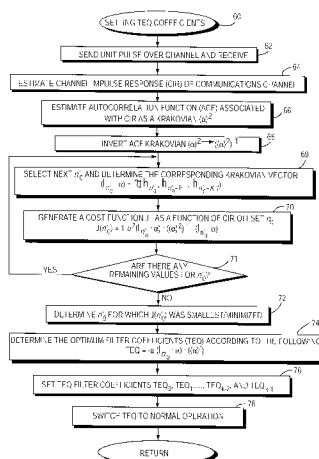 SETTING TEQ COEFFICIENTS
60
SEND UNIT PULSE OVER CHANNEL AND RECEIVE
62
ESTIMATE CHANNEL IMPULSE RESPONSE (CIR) OF COMMUNICATIONS CHANNEL
64
ESTIMATE AUTOCORRELATION FUNCTION (ACF) ASSOCIATED
WITH CIR AS A KRAKOVIAN
66
INVERT ACF KRAKOVIAN
68
69
SELECT NEXT AND DETERMINE THE CORRESPONDING KRAKOVIAN VECTOR
70
GENERATE A COST FUNCTION J AS A FUNCTION OF CIR OFFSET
71
ARE THERE ANY
REMAINING VALUES FOR
YES
NO
72
DETERMINE FOR WHICH WAS SMALLEST/MINIMIZED
74
DETERMINE THE OPTIMUM FILTER COEFFICIENTS (TEQ) ACCORDING TO THE FOLLOWING
TEQ =
76
SET TEQ FILTER COEFFICIENTS TEQ0, TEQ1, ..., AND
78
SWITCH TEQ TO NORMAL OPERATION
RETURN